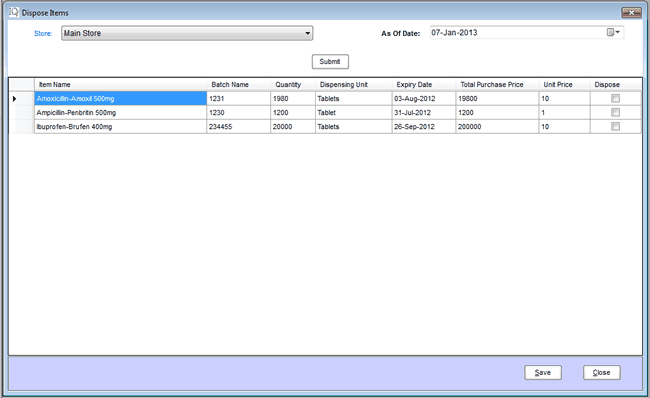 Dispose Items
Store: Main Store As Of Date: 07-Jan-2013
Submit
Item Name Batch Name Quantity Dispensing Unit Expiry Date Total Purchase Price Unit Price Dispose
Amoxicillin-Amoxil 500mg 1231 1980 Tablets 03-Aug-2012 19800 10
Ampicillin-Penbritin 500mg 1230 1200 Tablet 31-Jul-2012 1200 1
Ibuprofen-Brufen 400mg 234455 20000 Tablets 26-Sep-2012 200000 10
Save Close